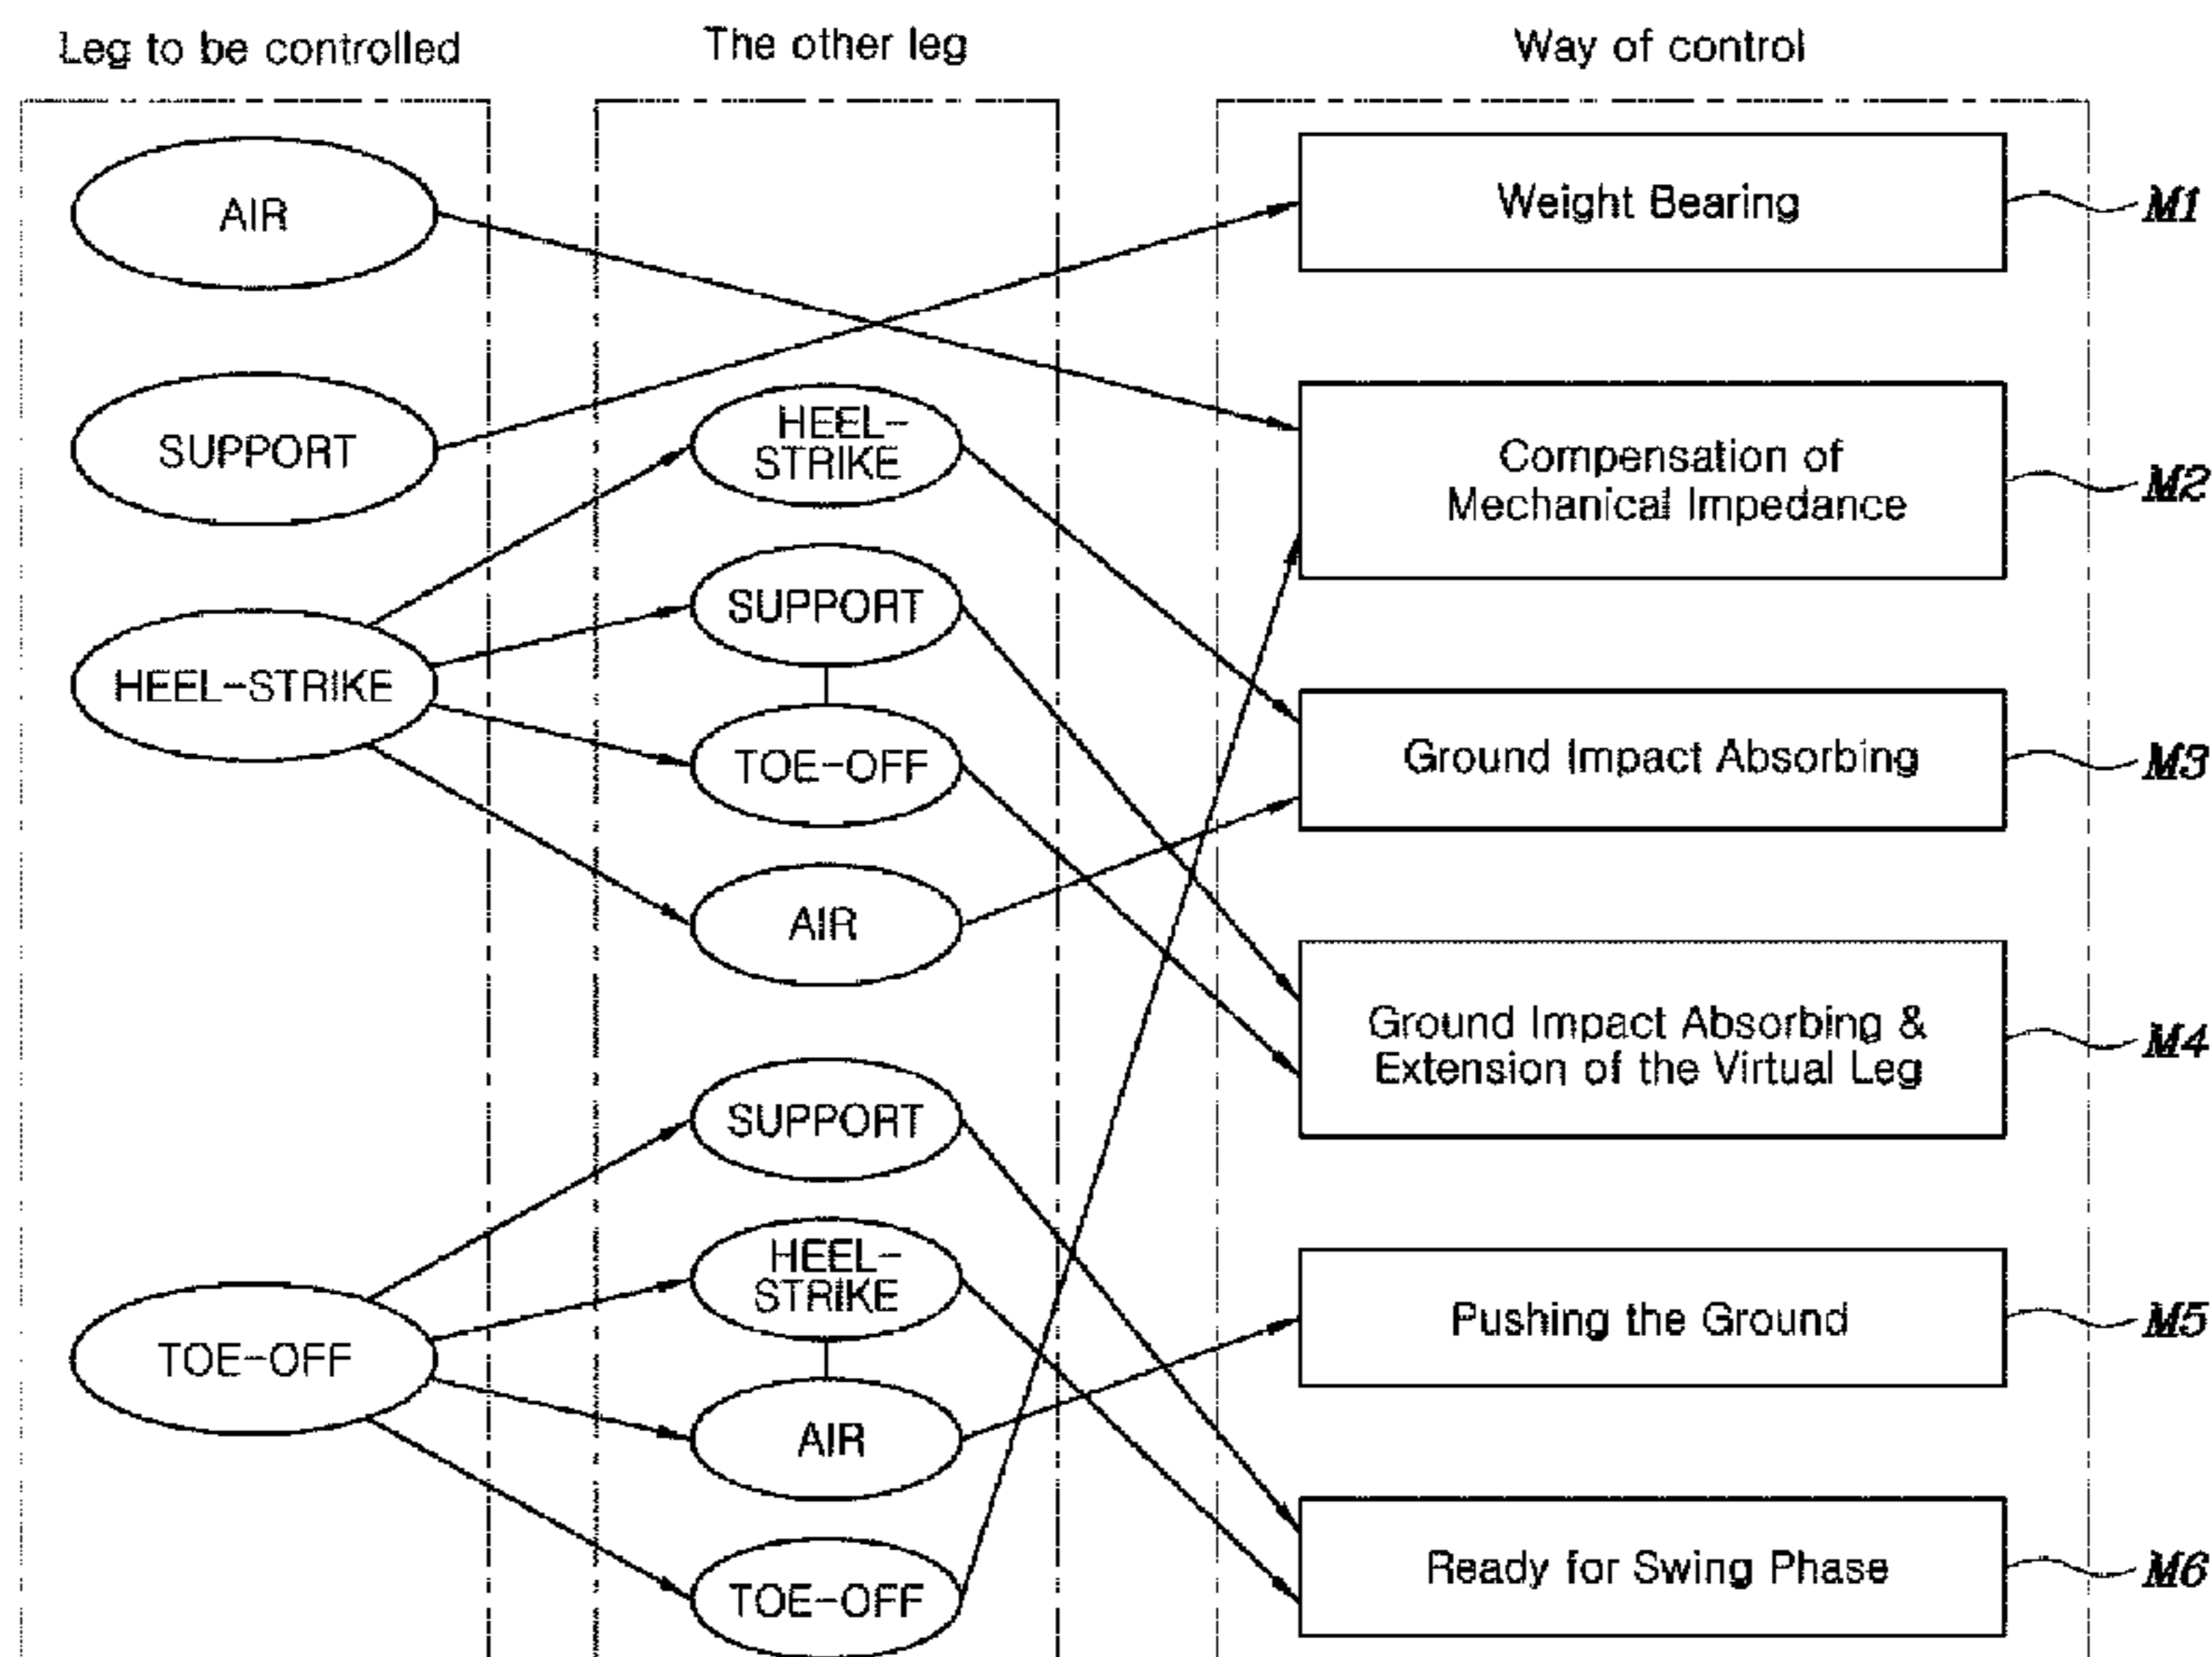 Leg to be controlled
The other leg
Way of control
AIR
SUPPORT
HEEL-STRIKE
TOE-OFF
HEEL-
STRIKE
SUPPORT
TOE-OFF
AIR
SUPPORT
HEEL-
STRIKE
AIR
TOE-OFF
Weight Bearing
M1
Compensation of
Mechanical Impedance
M2
Ground Impact Absorbing
M3
Ground Impact Absorbing &
Extension of the Virtual Leg
M4
Pushing the Ground
M5
Ready for Swing Phase
M6